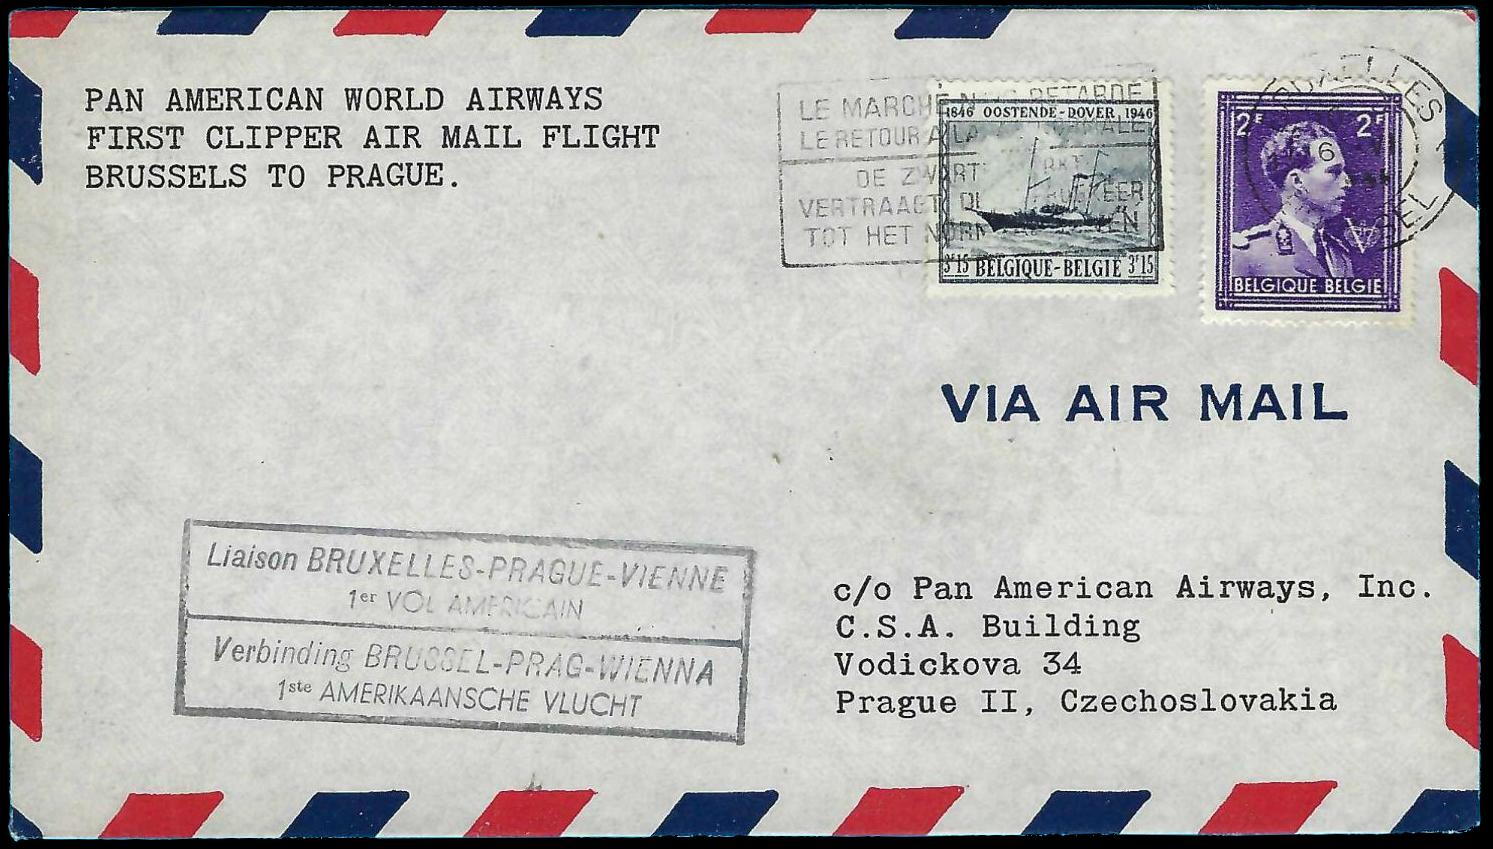 PAN AMERICAN WORLD AIRWAYS
FIRST CLIPPER AIR MAIL FLIGHT
BRUSSELS TO PRAGUE.
LE MARCHE RETARDE
LE RETOUR A LA
DE
VERTRAAGT
TOT HET
1846 OOSTENDE-DOVER 1946
3F15 BELGIQUE-BELGIE 3F15
2F 2F
BELGIQUE BELGIE
6
VIA AIR MAIL
Liaison BRUXELLES-PRAGUE-VIENNE
1er VOL AMERICAIN
Verbinding BRUSSEL-PRAG-WIENNA
1ste AMERIKAANSCHE VLUCHT
c/o Pan American Airways, Inc.
C.S.A. Building
Vodickova 34
Prague II, Czechoslovakia